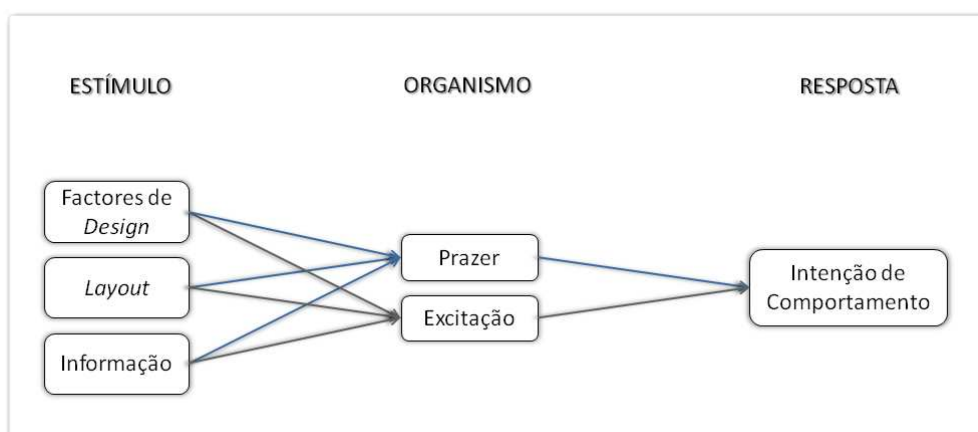 ESTÍMULO
ORGANISMO
RESPOSTA
Factores de
Design
Layout
Informação
Prazer
Excitação
Intenção de
Comportamento